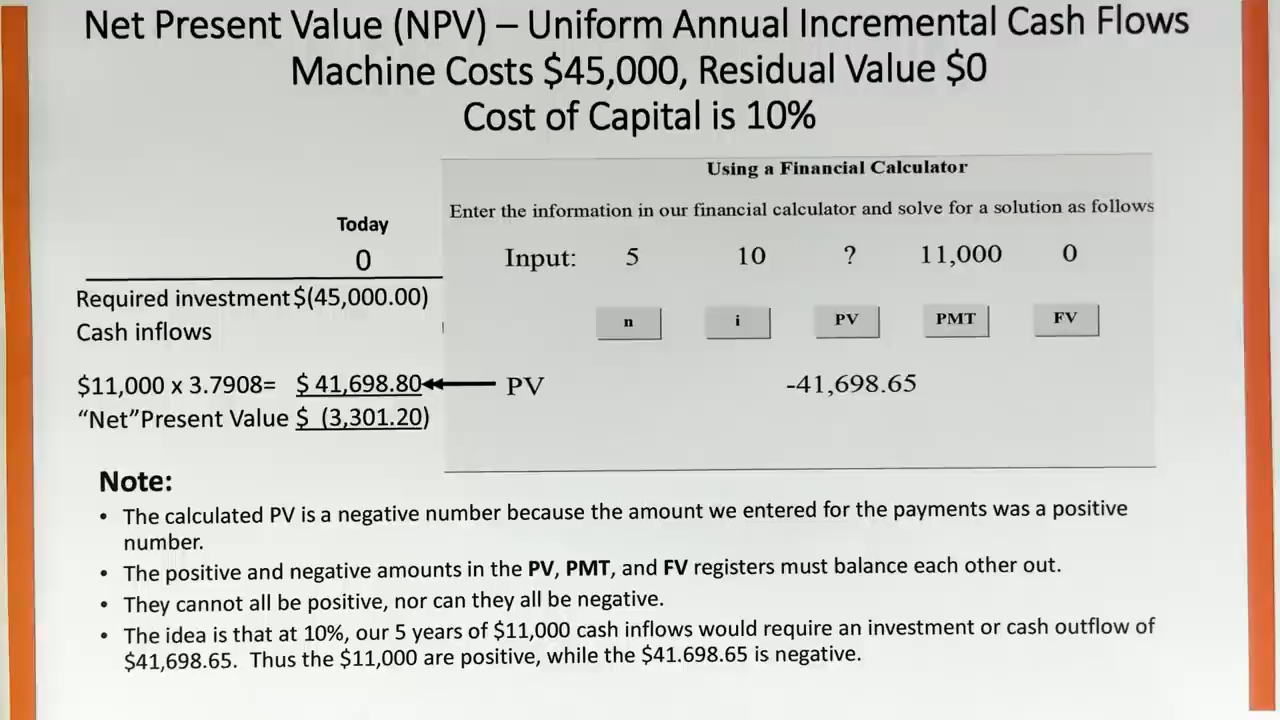 Net Present Value (NPV) – Uniform Annual Incremental Cash Flows
Machine Costs $45,000, Residual Value $0
Cost of Capital is 10%
Using a Financial Calculator
Enter the information in our financial calculator and solve for a solution as follows
Today
0
Input: 5 10 ? 11,000 0
n i PV PMT FV
Required investment $(45,000.00)
Cash inflows
$11,000 x 3.7908= $ 41,698.80
PV -41,698.65
“Net”Present Value $ (3,301.20)
Note:
• The calculated PV is a negative number because the amount we entered for the payments was a positive
number.
• The positive and negative amounts in the PV, PMT, and FV registers must balance each other out.
• They cannot all be positive, nor can they all be negative.
• The idea is that at 10%, our 5 years of $11,000 cash inflows would require an investment or cash outflow of
$41,698.65. Thus the $11,000 are positive, while the $41.698.65 is negative.